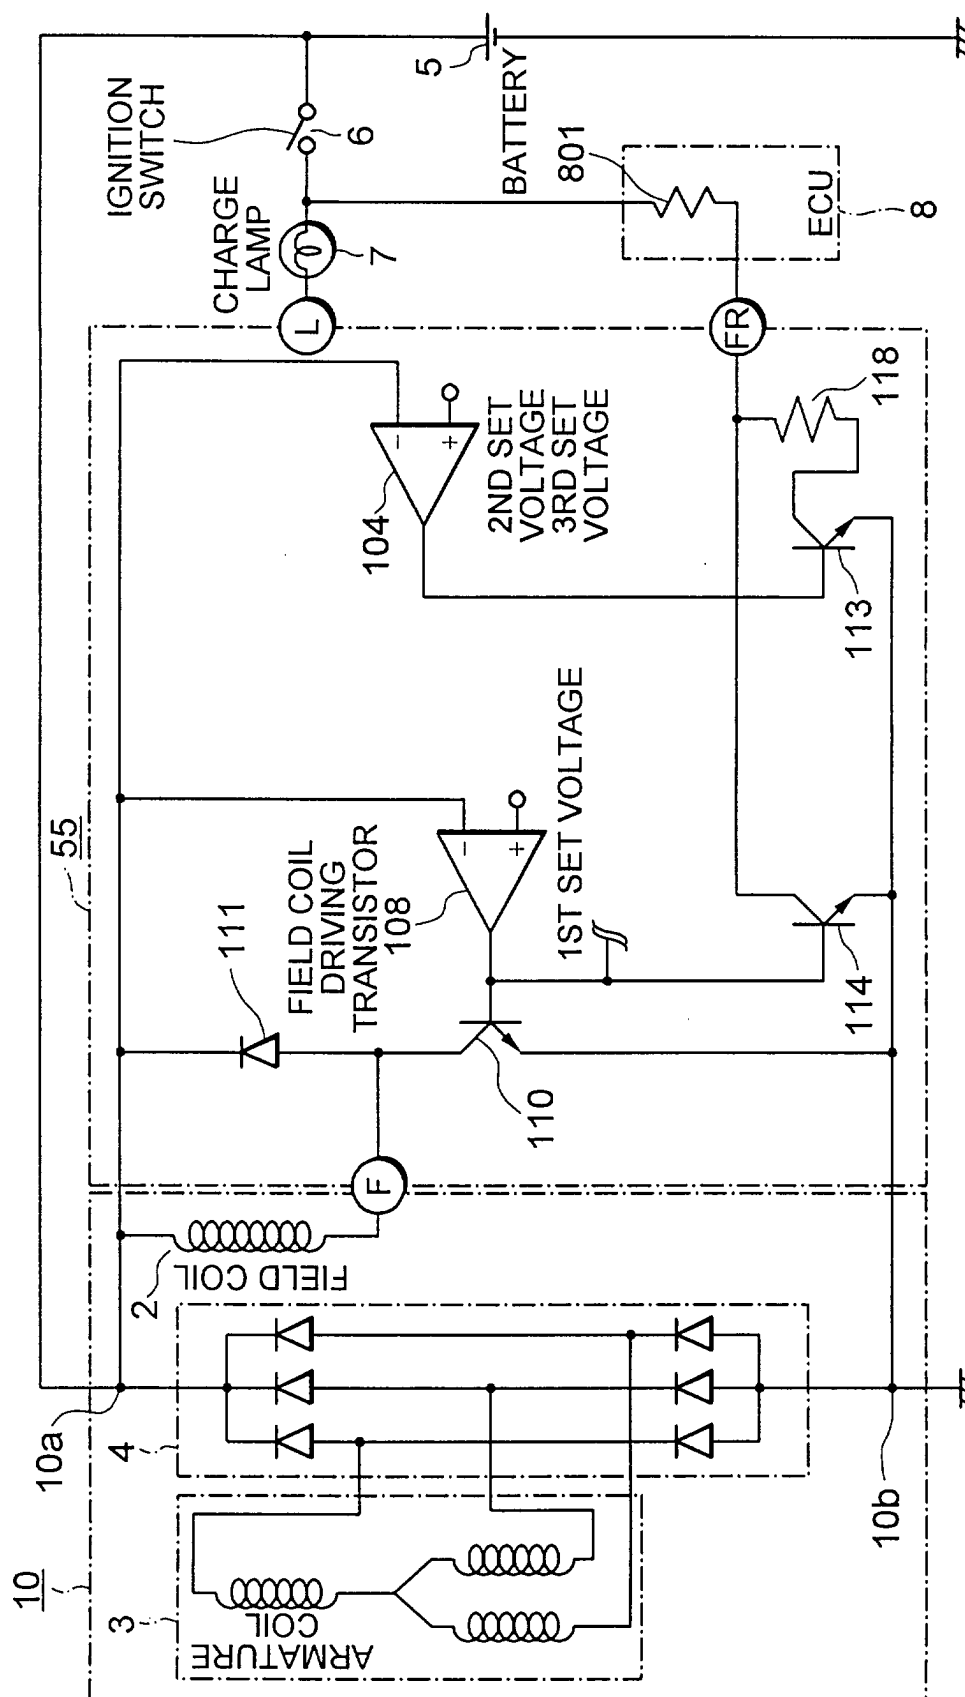 10
3
ARMATURE
COIL
4
10a
10b
2
FIELD COIL
F
55
111
FIELD COIL
DRIVING
TRANSISTOR
108
−
+
110
1ST SET VOLTAGE
114
104
−
+
2ND SET
VOLTAGE
3RD SET
VOLTAGE
113
118
L
FR
CHARGE
LAMP
7
IGNITION
SWITCH
6
5
BATTERY
801
ECU
8